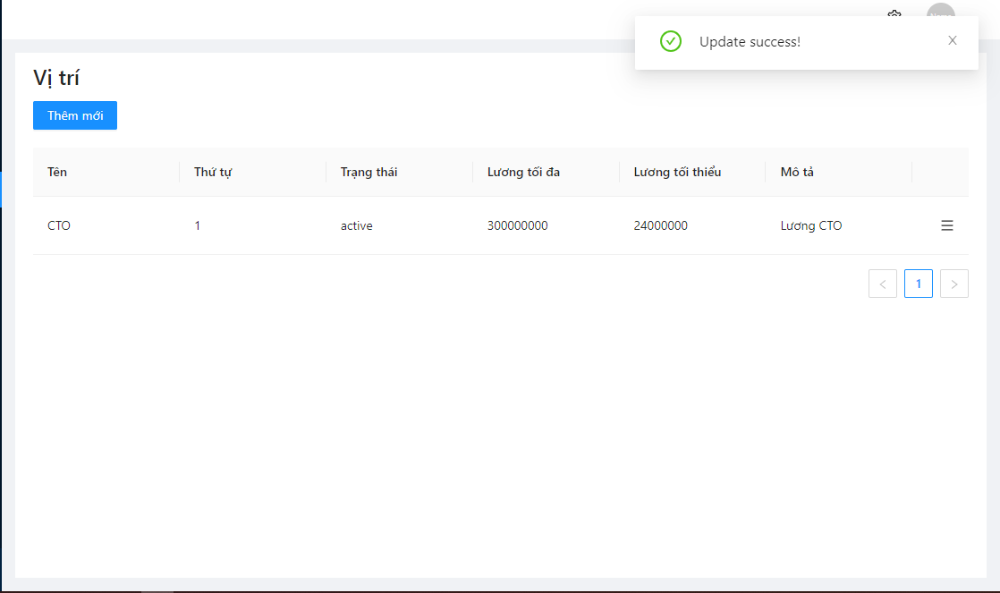 Update success!
Vị trí
Thêm mới
Tên Thứ tự Trạng thái Lương tối đa Lương tối thiểu Mô tả
CTO 1 active 300000000 24000000 Lương CTO
1